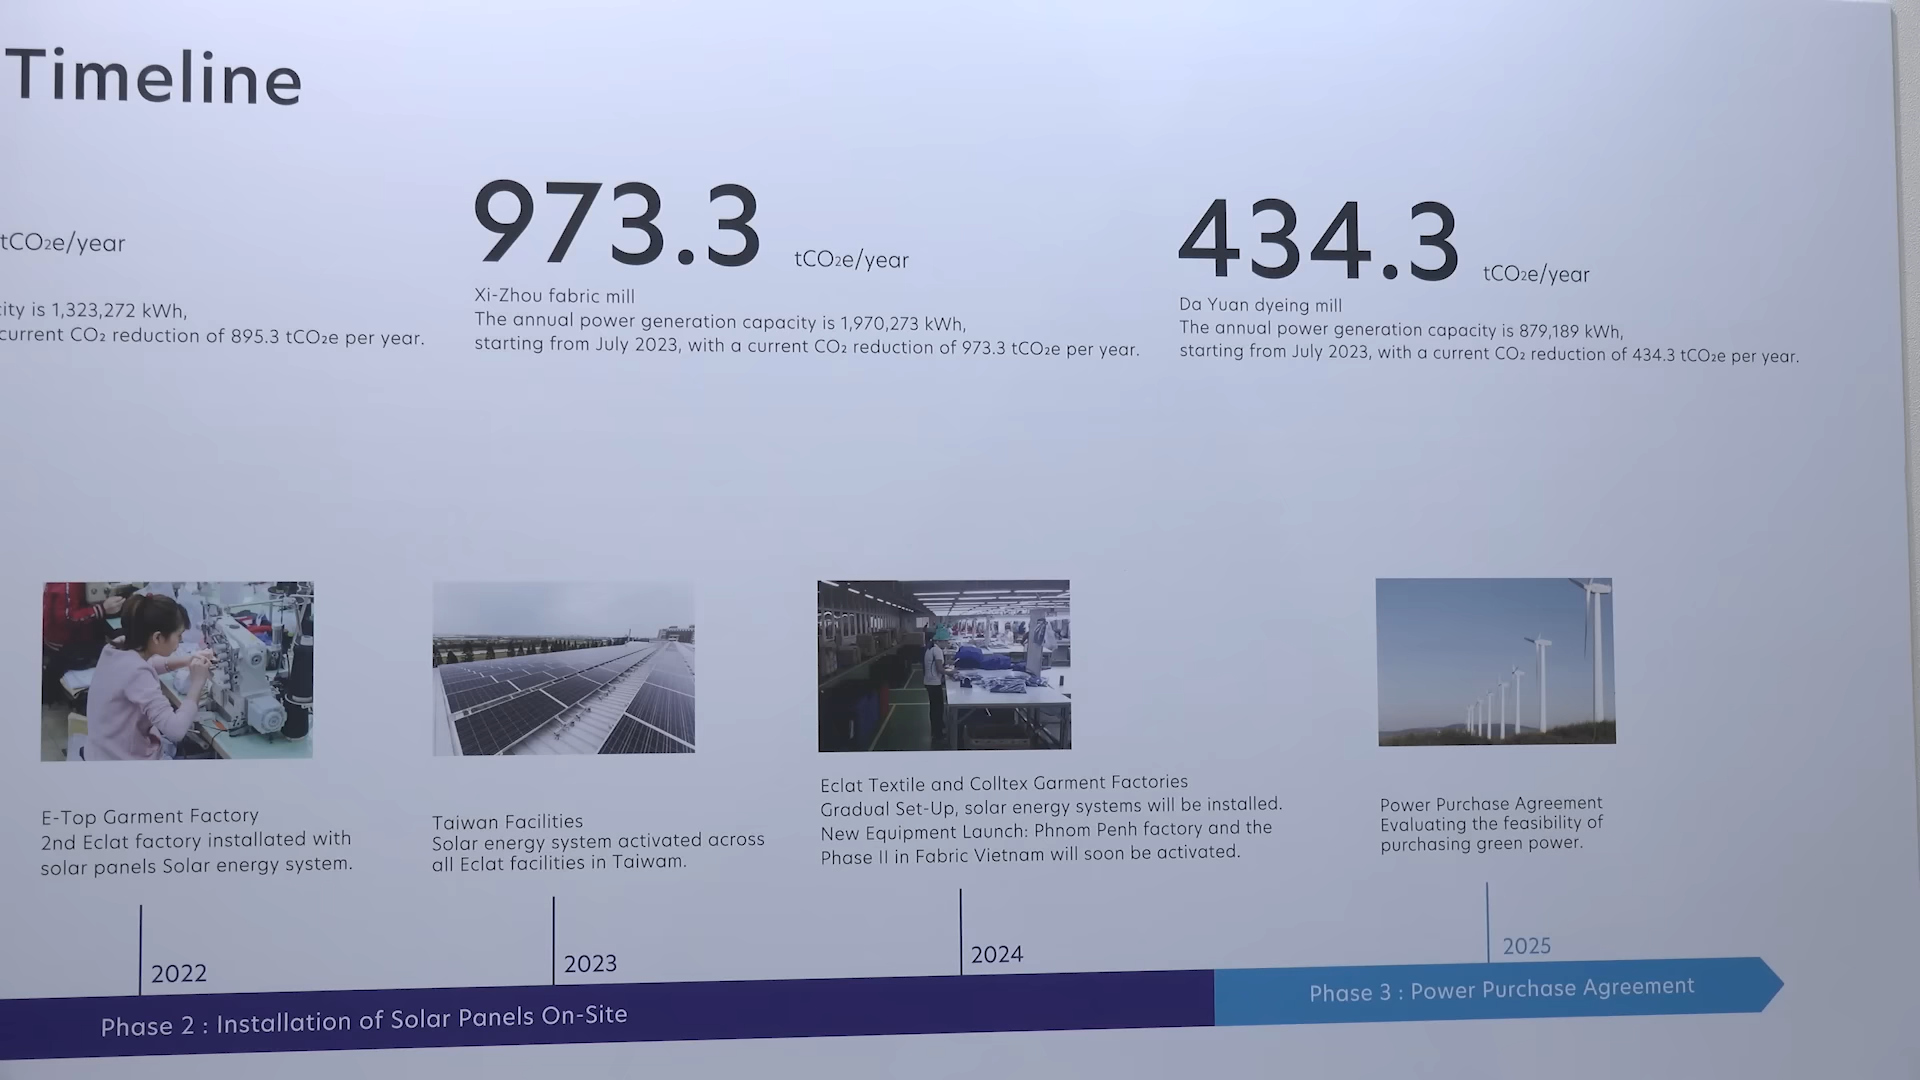 Timeline
tCO₂e/year
city is 1,323,272 kWh,
current CO₂ reduction of 895.3 tCO₂e per year.
973.3 tCO₂e/year
Xi-Zhou fabric mill
The annual power generation capacity is 1,970,273 kWh,
starting from July 2023, with a current CO₂ reduction of 973.3 tCO₂e per year.
434.3 tCO₂e/year
Da Yuan dyeing mill
The annual power generation capacity is 879,189 kWh,
starting from July 2023, with a current CO₂ reduction of 434.3 tCO₂e per year.
E-Top Garment Factory
2nd Eclat factory installated with
solar panels Solar energy system.
2022
Taiwan Facilities
Solar energy system activated across
all Eclat facilities in Taiwam.
2023
Eclat Textile and Colltex Garment Factories
Gradual Set-Up, solar energy systems will be installed.
New Equipment Launch: Phnom Penh factory and the
Phase II in Fabric Vietnam will soon be activated.
2024
Power Purchase Agreement
Evaluating the feasibility of
purchasing green power.
2025
Phase 2 : Installation of Solar Panels On-Site
Phase 3 : Power Purchase Agreement